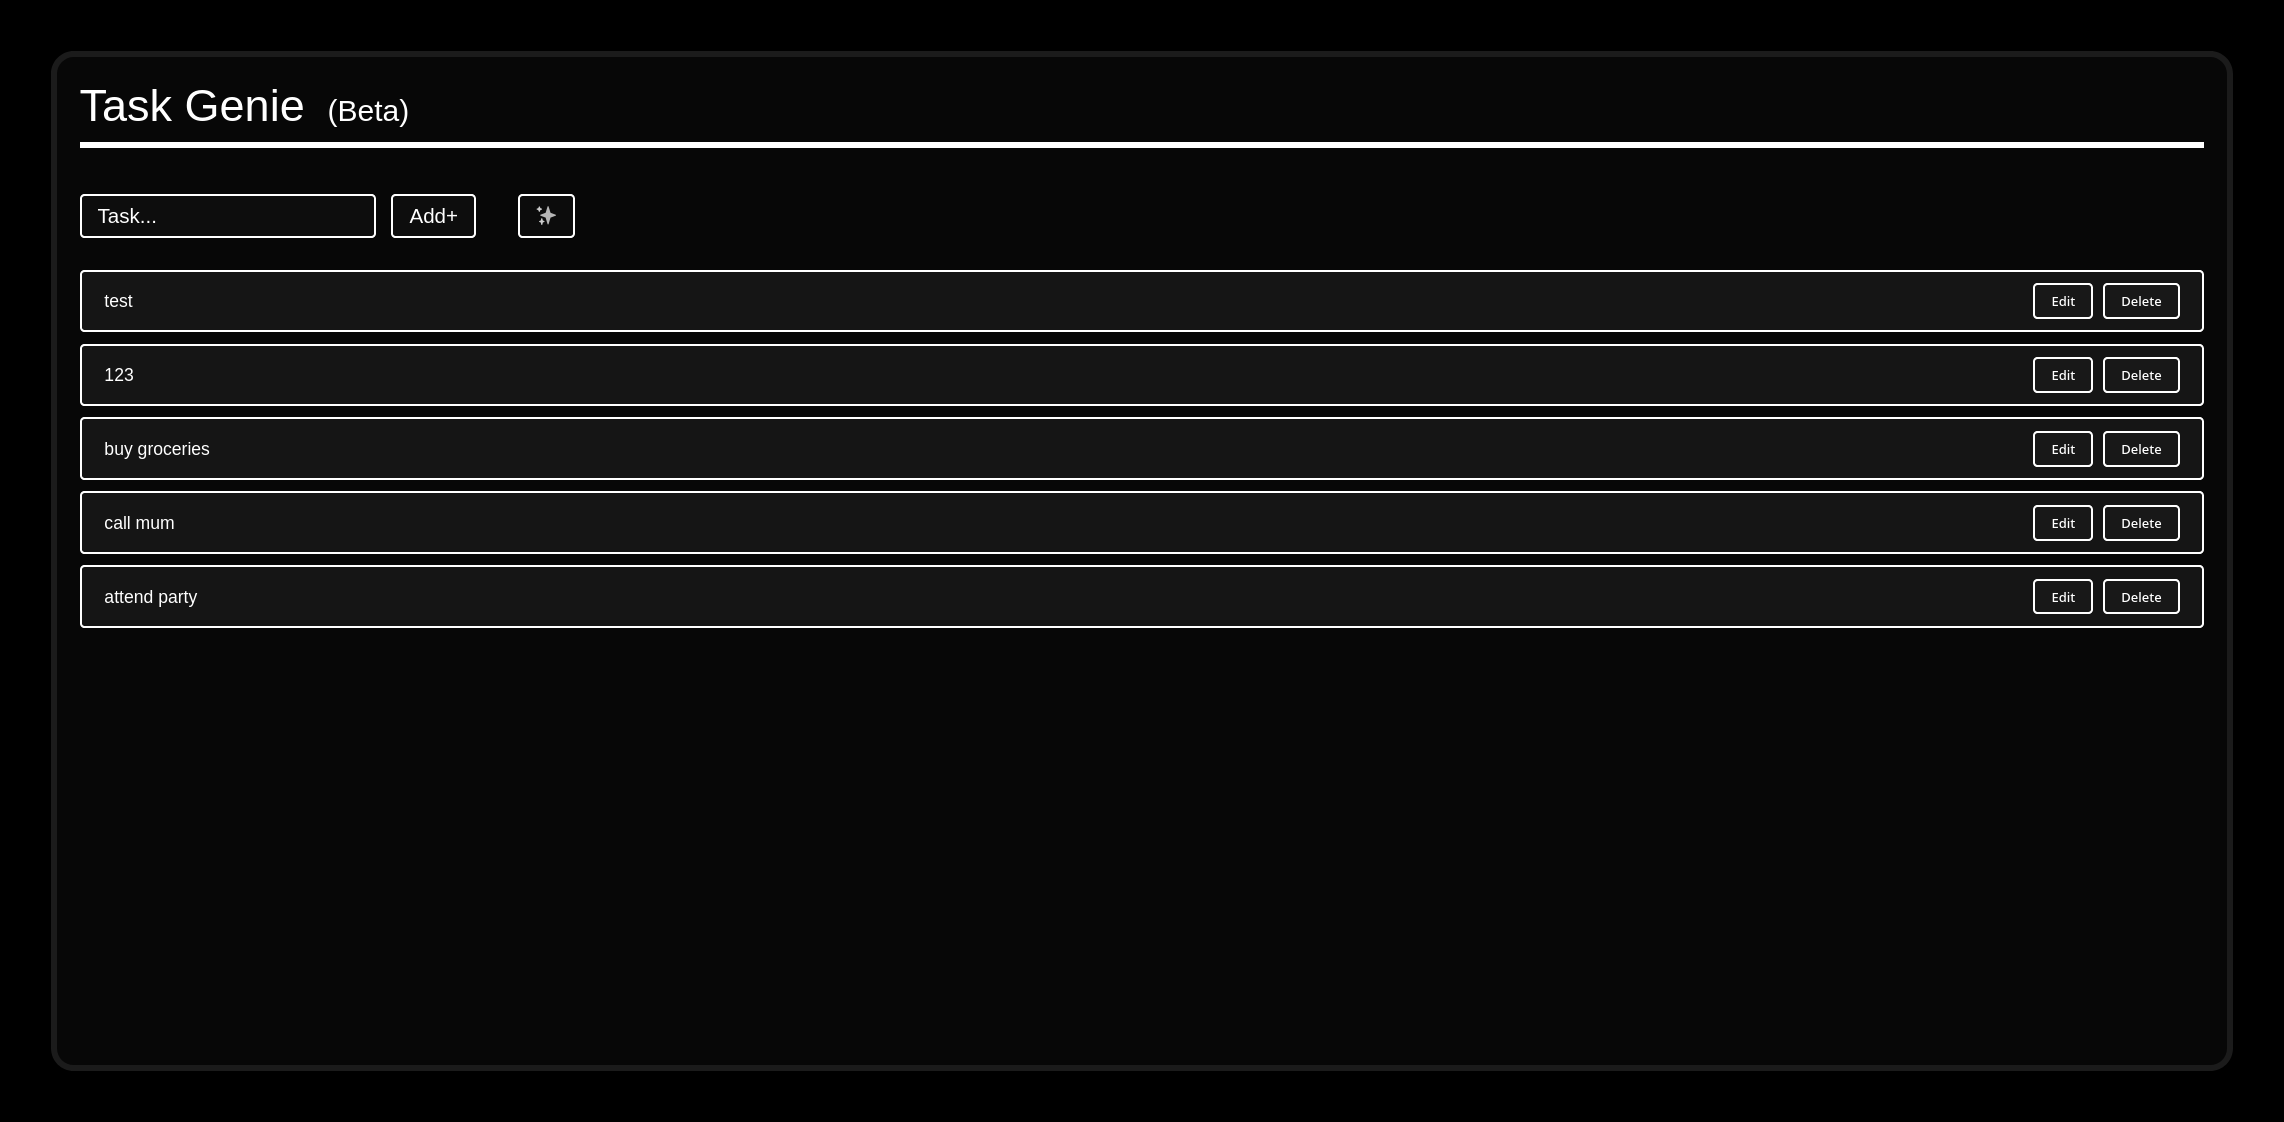 Task Genie (Beta)
Task... Add+
test Edit Delete
123 Edit Delete
buy groceries Edit Delete
call mum Edit Delete
attend party Edit Delete